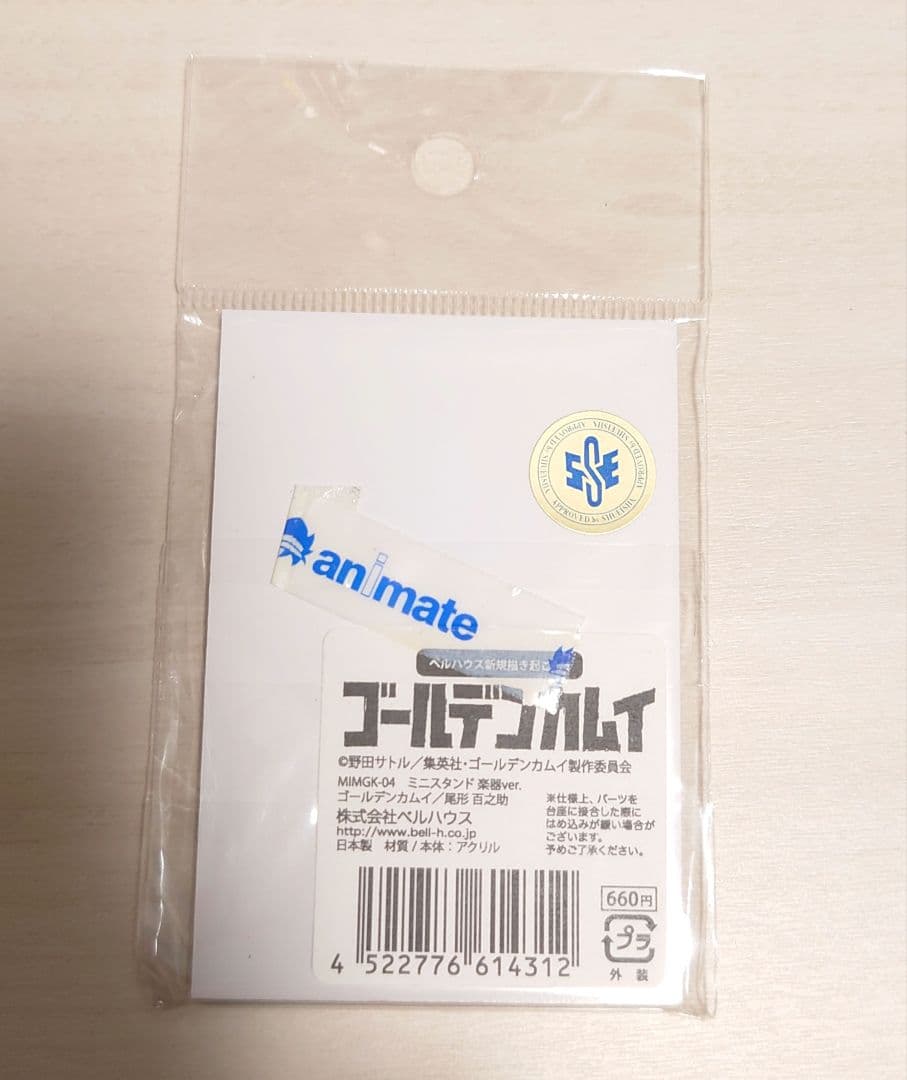 APPROVED by SHUEISHA APPROVED by SHUEISHA
SSE
animate
ベルハウス新規描き起こ
ゴールデンカムイ
©野田サトル／集英社・ゴールデンカムイ製作委員会
MIMGK-04 ミニスタンド 楽器ver.
ゴールデンカムイ／尾形 百之助
株式会社ベルハウス
http://www.bell-h.co.jp
日本製 材質 / 本体：アクリル
※仕様上、パーツを
台座に接合した際に
はめ込みが緩い場合が
ございます。
予めご了承ください。
660円
プラ
外装
4 522776 614312